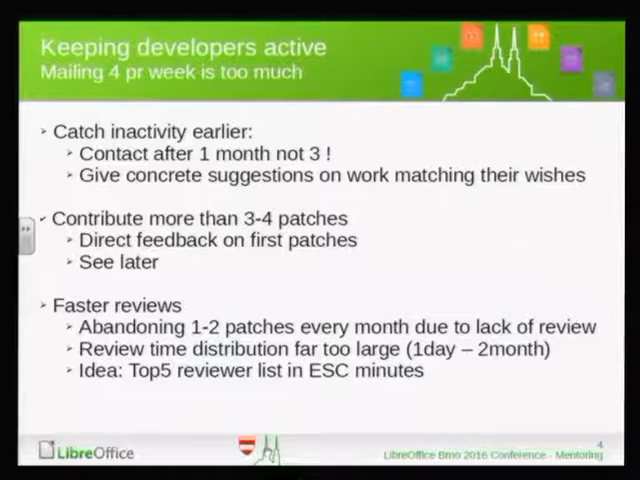 Keeping developers active
Mailing 4 pr week is too much
Catch inactivity earlier:
Contact after 1 month not 3 !
Give concrete suggestions on work matching their wishes
Contribute more than 3-4 patches
Direct feedback on first patches
See later
Faster reviews
Abandoning 1-2 patches every month due to lack of review
Review time distribution far too large (1day – 2month)
Idea: Top5 reviewer list in ESC minutes
4
LibreOffice
LibreOffice Brno 2016 Conference - Mentoring